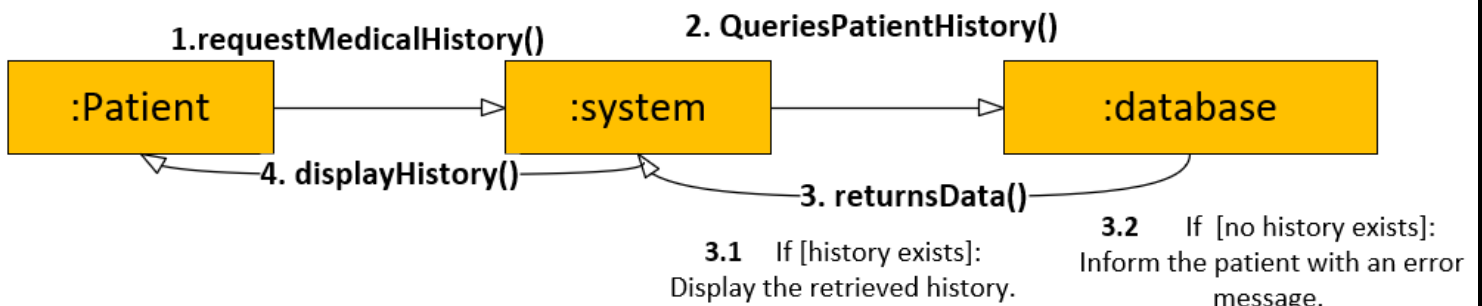 1.requestMedicalHistory()
2. QueriesPatientHistory()
:Patient
:system
:database
4. displayHistory()
3. returnsData()
3.1 If [history exists]:
Display the retrieved history.
3.2 If [no history exists]:
Inform the patient with an error
message.